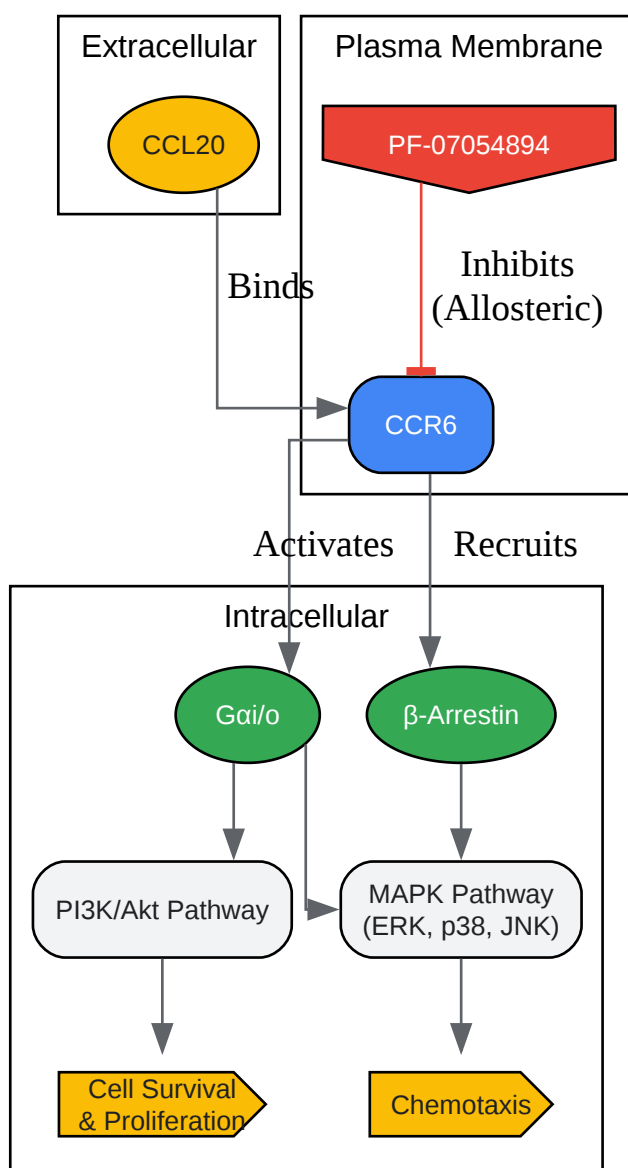 Extracellular
Plasma Membrane
CCL20
PF-07054894
Binds
Inhibits
(Allosteric)
CCR6
Activates
Recruits
Intracellular
Gαi/o
β-Arrestin
PI3K/Akt Pathway
MAPK Pathway
(ERK, p38, JNK)
Cell Survival
& Proliferation
Chemotaxis